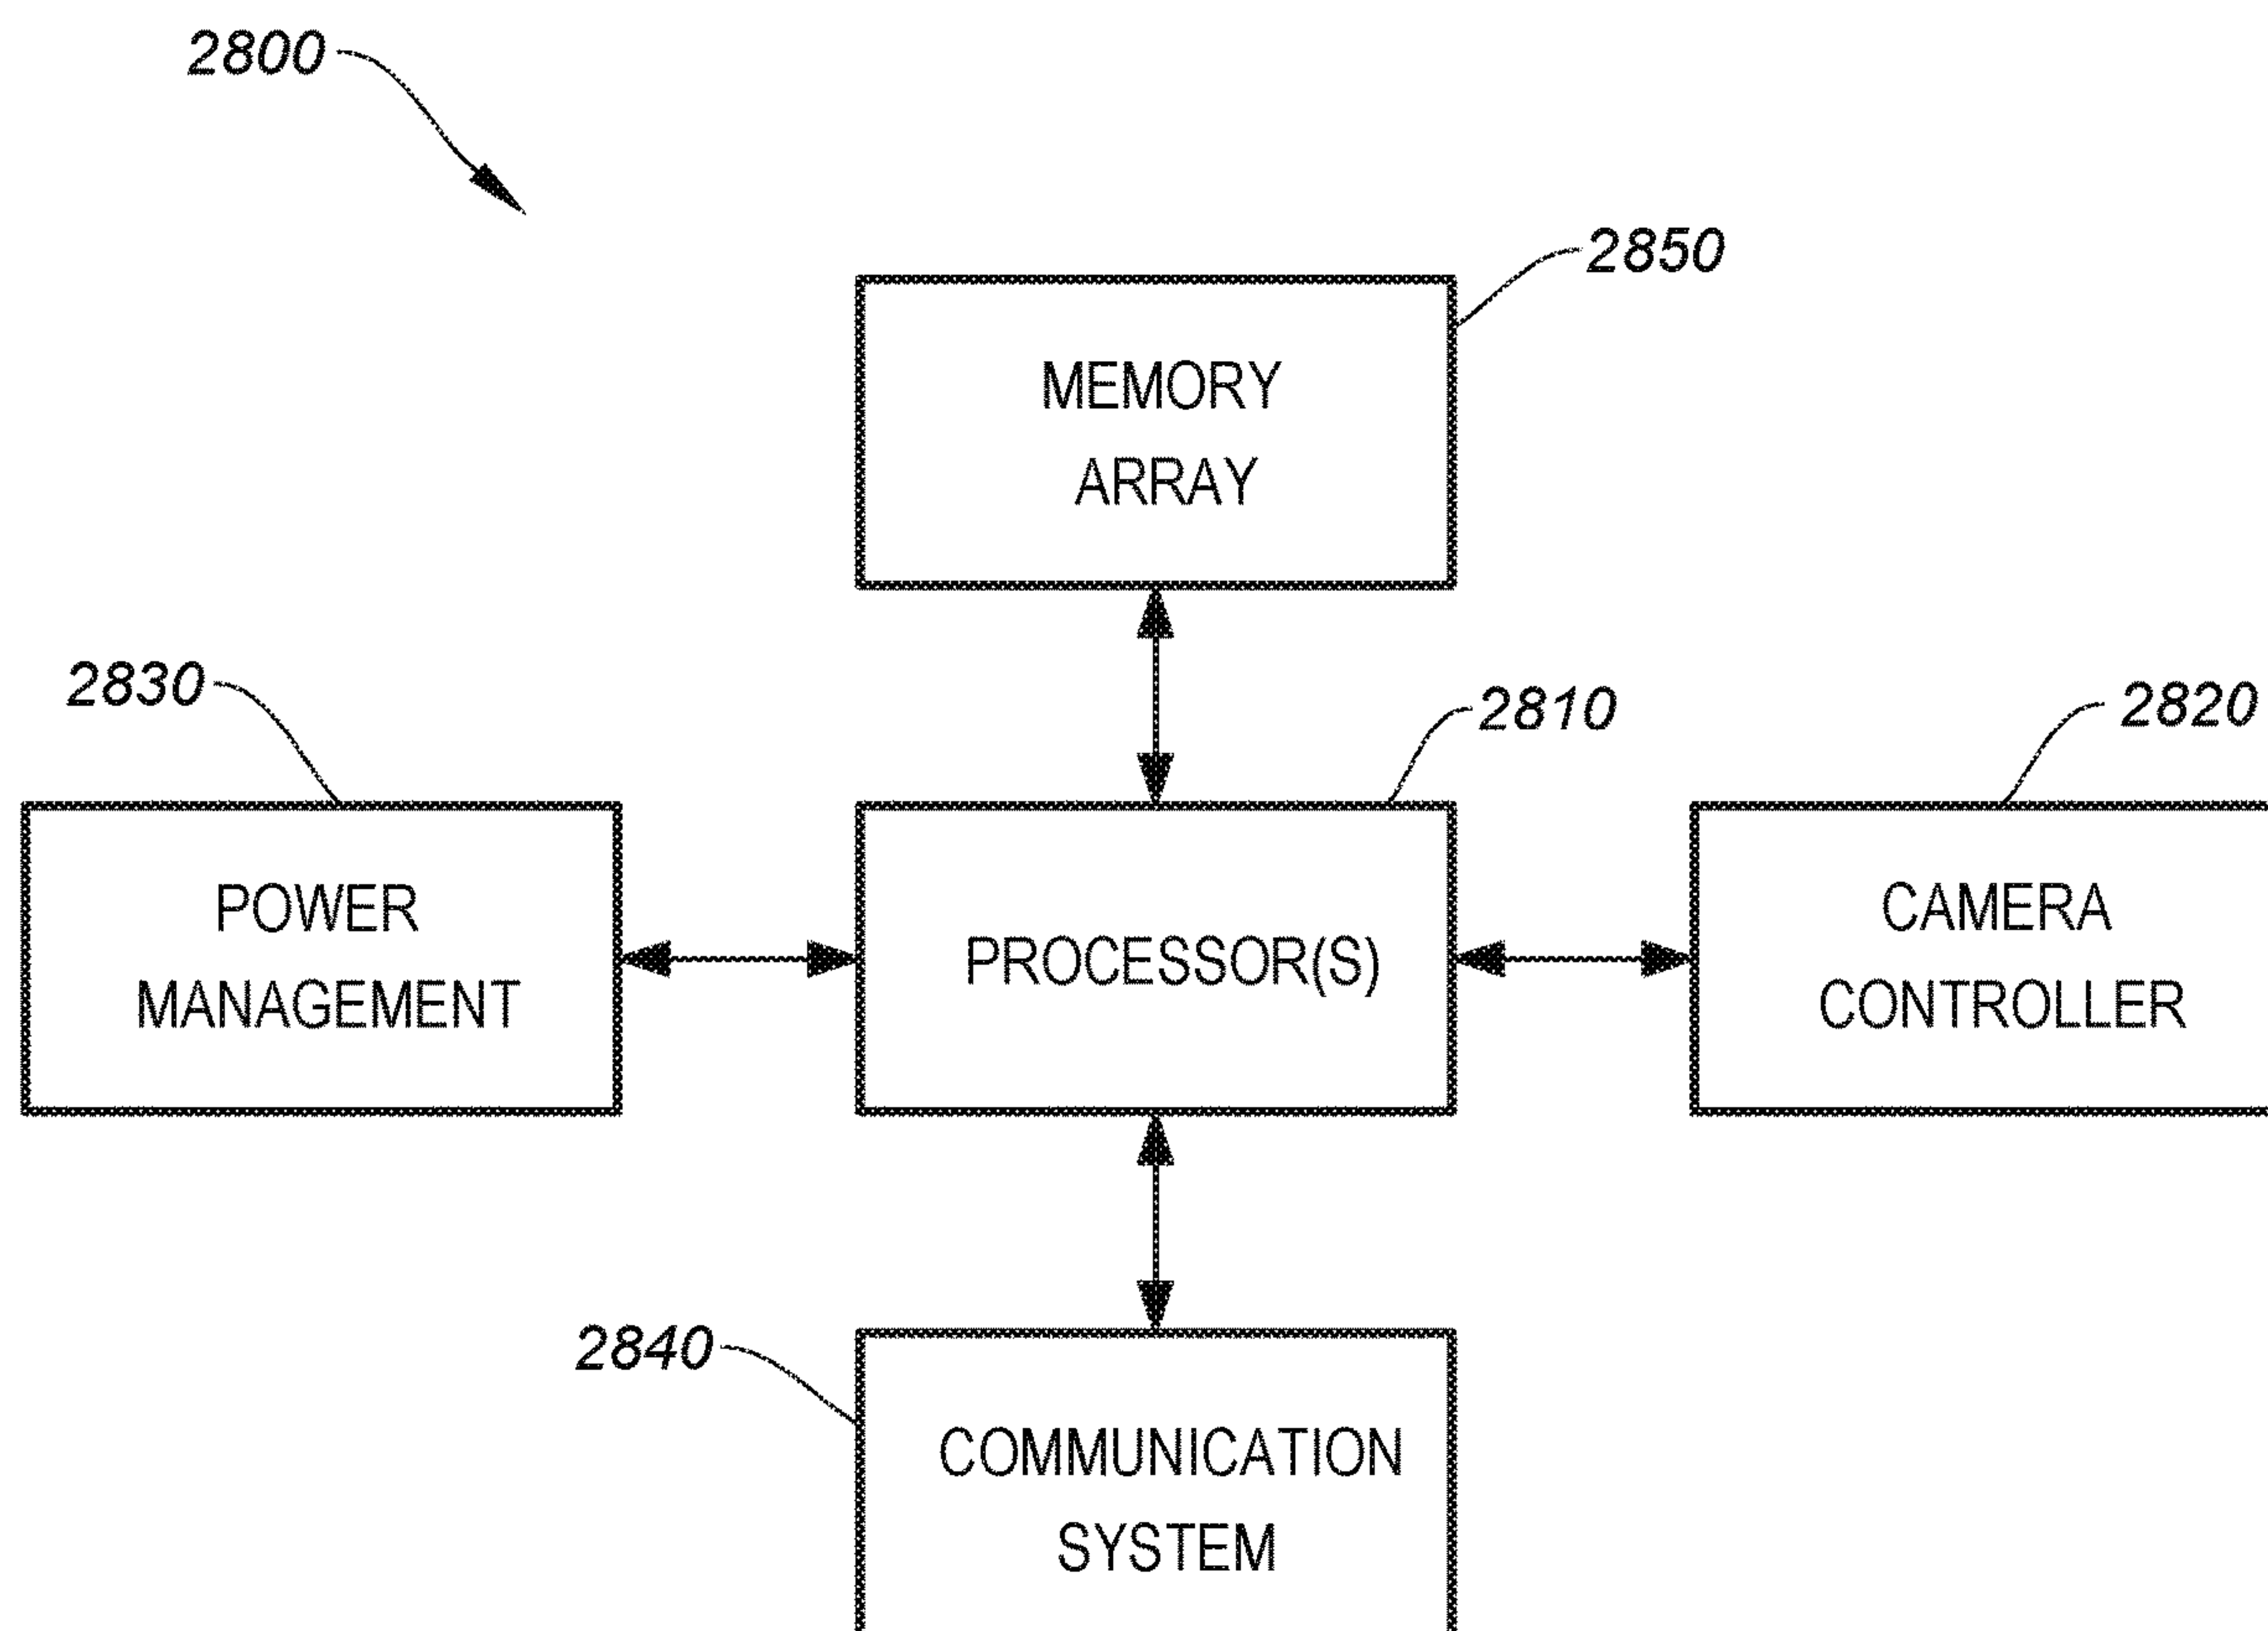 2800
2850
MEMORY
ARRAY
2830
2810
2820
POWER
MANAGEMENT
PROCESSOR(S)
CAMERA
CONTROLLER
2840
COMMUNICATION
SYSTEM